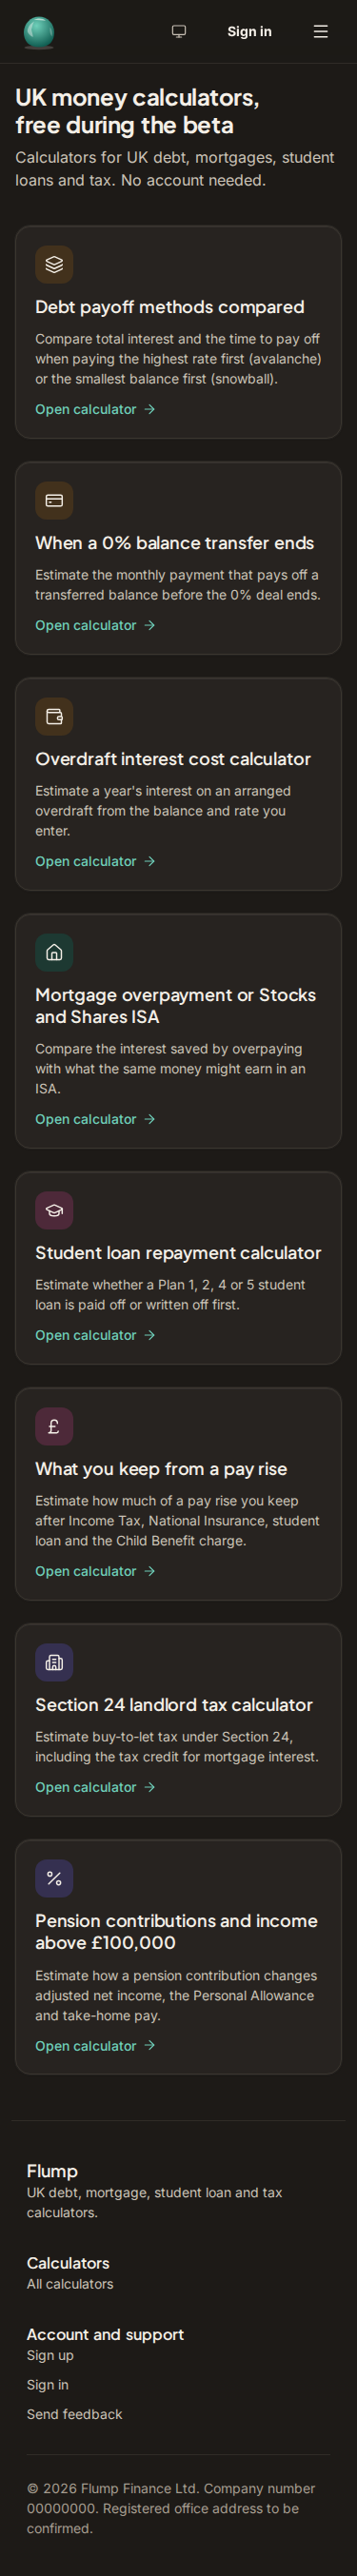 Sign in
UK money calculators,
free during the beta
Calculators for UK debt, mortgages, student
loans and tax. No account needed.
Debt payoff methods compared
Compare total interest and the time to pay off
when paying the highest rate first (avalanche)
or the smallest balance first (snowball).
Open calculator →
When a 0% balance transfer ends
Estimate the monthly payment that pays off a
transferred balance before the 0% deal ends.
Open calculator →
Overdraft interest cost calculator
Estimate a year's interest on an arranged
overdraft from the balance and rate you
enter.
Open calculator →
Mortgage overpayment or Stocks
and Shares ISA
Compare the interest saved by overpaying
with what the same money might earn in an
ISA.
Open calculator →
Student loan repayment calculator
Estimate whether a Plan 1, 2, 4 or 5 student
loan is paid off or written off first.
Open calculator →
£
What you keep from a pay rise
Estimate how much of a pay rise you keep
after Income Tax, National Insurance, student
loan and the Child Benefit charge.
Open calculator →
Section 24 landlord tax calculator
Estimate buy-to-let tax under Section 24,
including the tax credit for mortgage interest.
Open calculator →
%
Pension contributions and income
above £100,000
Estimate how a pension contribution changes
adjusted net income, the Personal Allowance
and take-home pay.
Open calculator →
Flump
UK debt, mortgage, student loan and tax
calculators.
Calculators
All calculators
Account and support
Sign up
Sign in
Send feedback
© 2026 Flump Finance Ltd. Company number
00000000. Registered office address to be
confirmed.